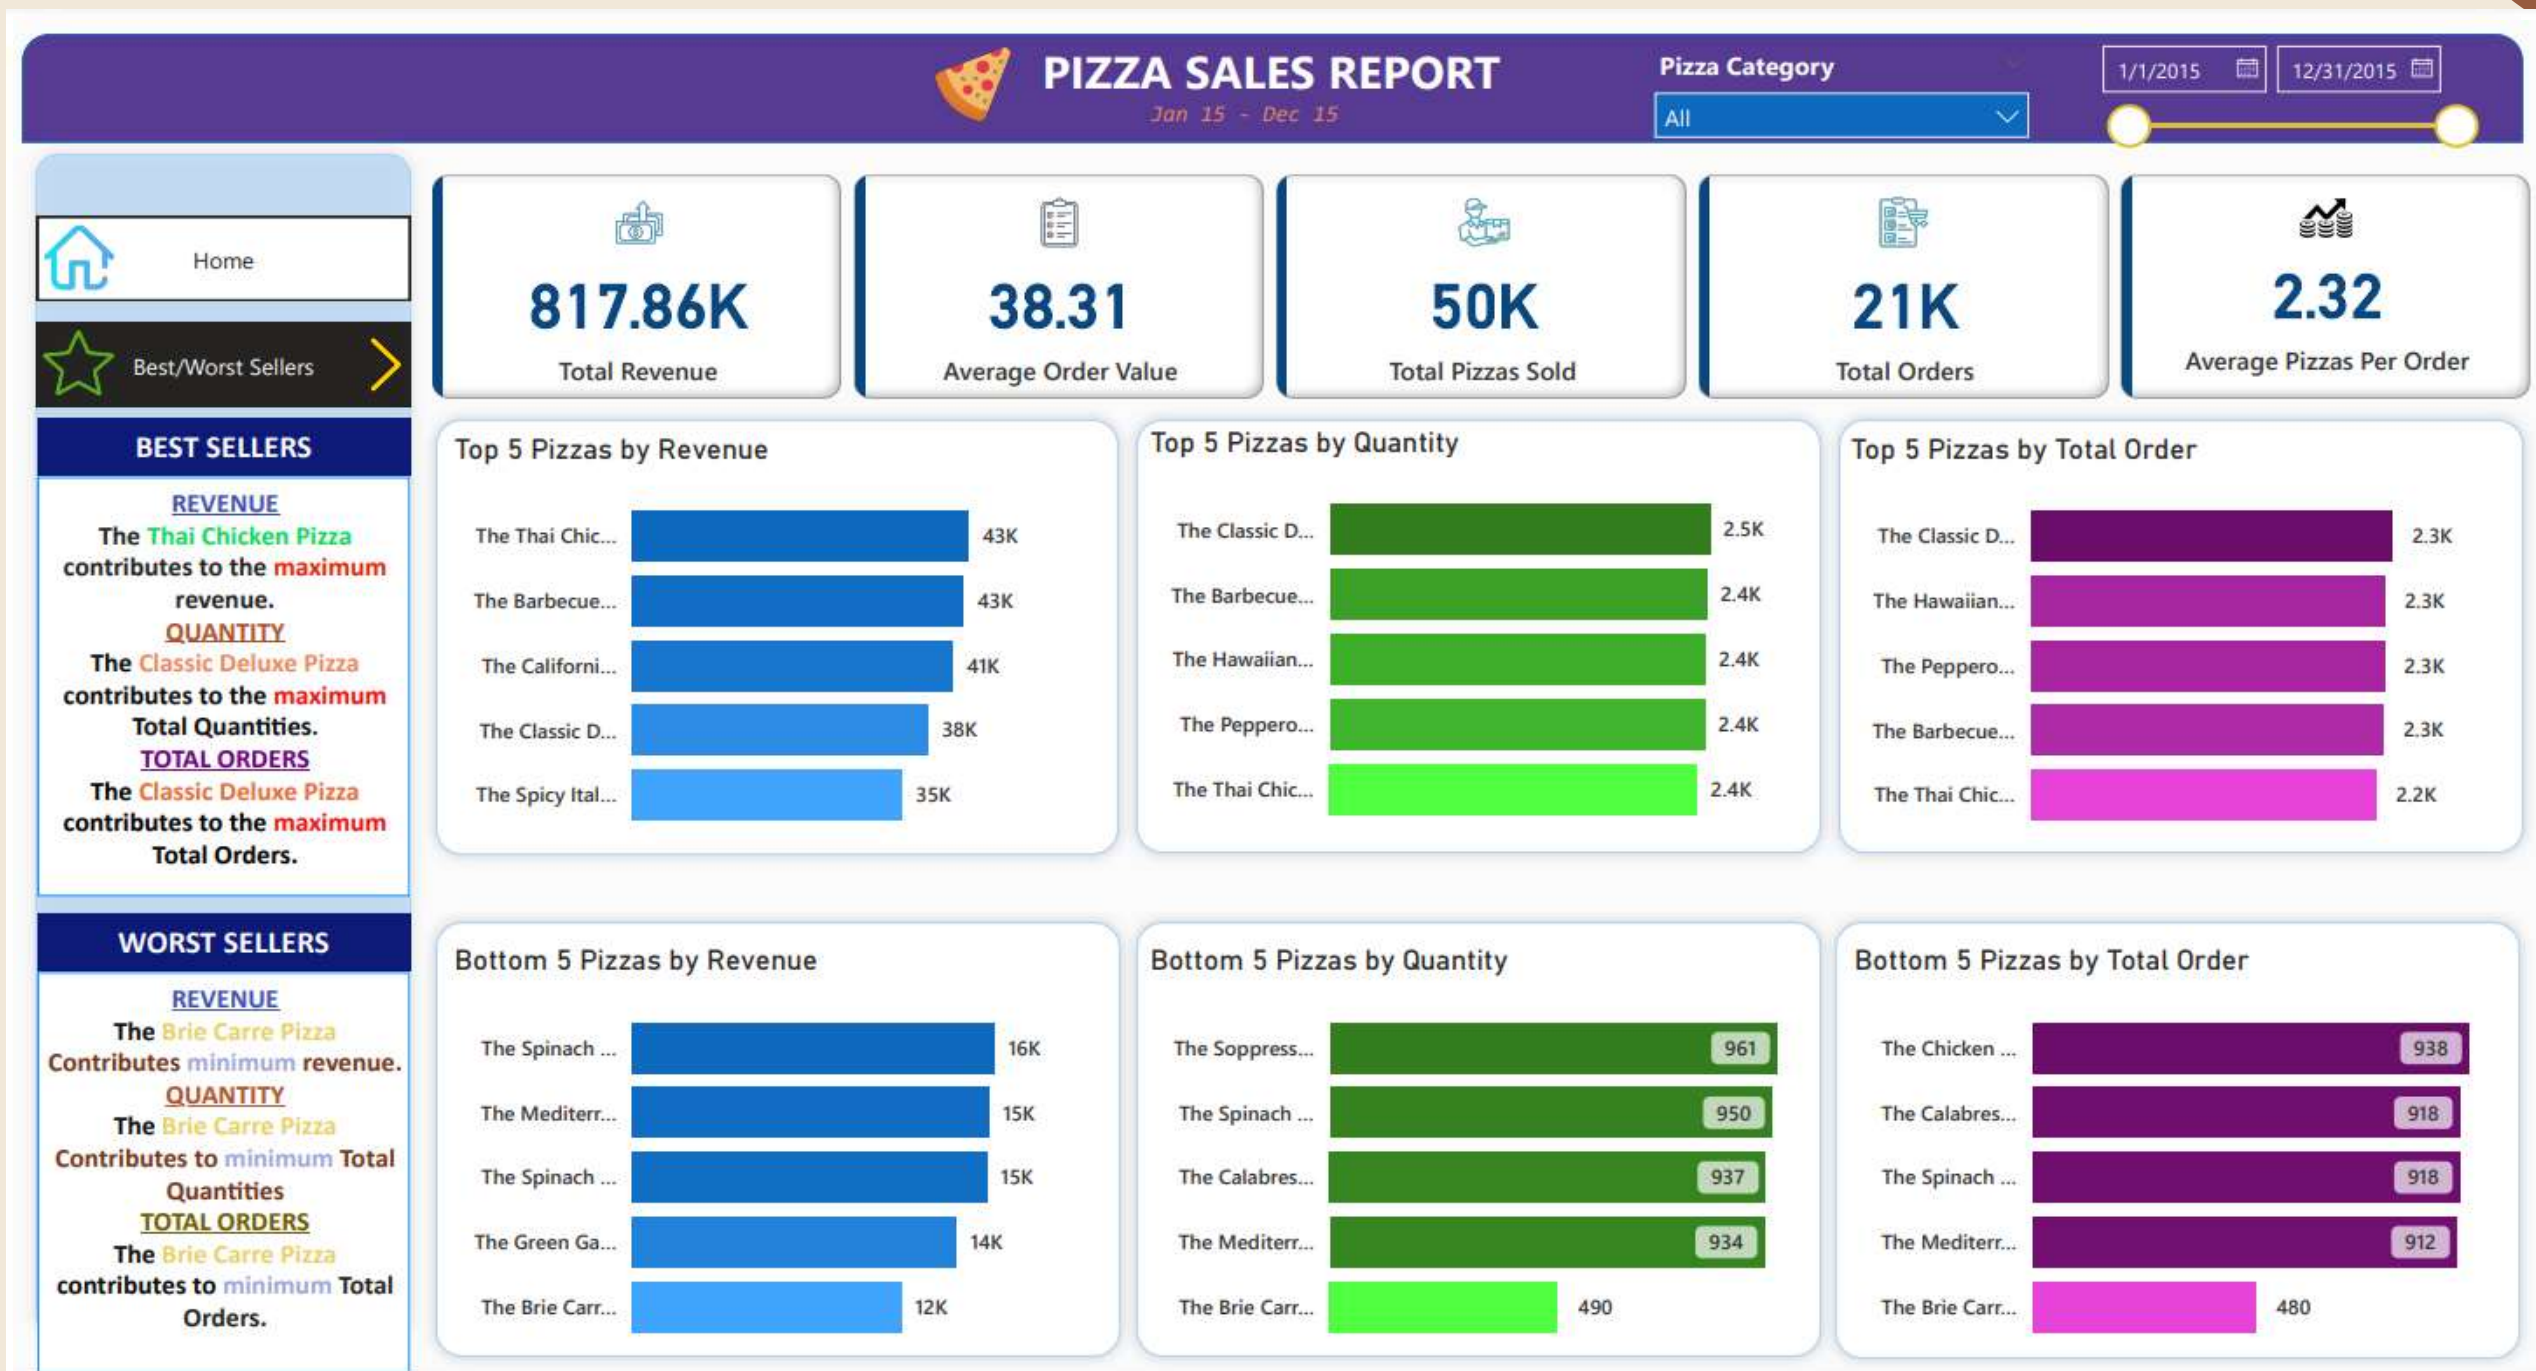 PIZZA SALES REPORT
Jan 15 - Dec 15
Pizza Category
All
1/1/2015
12/31/2015
Home
Best/Worst Sellers
BEST SELLERS
REVENUE
The Thai Chicken Pizza
contributes to the maximum
revenue.
QUANTITY
The Classic Deluxe Pizza
contributes to the maximum
Total Quantities.
TOTAL ORDERS
The Classic Deluxe Pizza
contributes to the maximum
Total Orders.
WORST SELLERS
REVENUE
The Brie Carre Pizza
Contributes minimum revenue.
QUANTITY
The Brie Carre Pizza
Contributes to minimum Total
Quantities
TOTAL ORDERS
The Brie Carre Pizza
contributes to minimum Total
Orders.
817.86K
Total Revenue
38.31
Average Order Value
50K
Total Pizzas Sold
21K
Total Orders
2.32
Average Pizzas Per Order
Top 5 Pizzas by Revenue
The Thai Chic... 43K
The Barbecue... 43K
The Californi... 41K
The Classic D... 38K
The Spicy Ital... 35K
Top 5 Pizzas by Quantity
The Classic D... 2.5K
The Barbecue... 2.4K
The Hawaiian... 2.4K
The Peppero... 2.4K
The Thai Chic... 2.4K
Top 5 Pizzas by Total Order
The Classic D... 2.3K
The Hawaiian... 2.3K
The Peppero... 2.3K
The Barbecue... 2.3K
The Thai Chic... 2.2K
Bottom 5 Pizzas by Revenue
The Spinach ... 16K
The Mediterr... 15K
The Spinach ... 15K
The Green Ga... 14K
The Brie Carr... 12K
Bottom 5 Pizzas by Quantity
The Soppress... 961
The Spinach ... 950
The Calabres... 937
The Mediterr... 934
The Brie Carr... 490
Bottom 5 Pizzas by Total Order
The Chicken ... 938
The Calabres... 918
The Spinach ... 918
The Mediterr... 912
The Brie Carr... 480